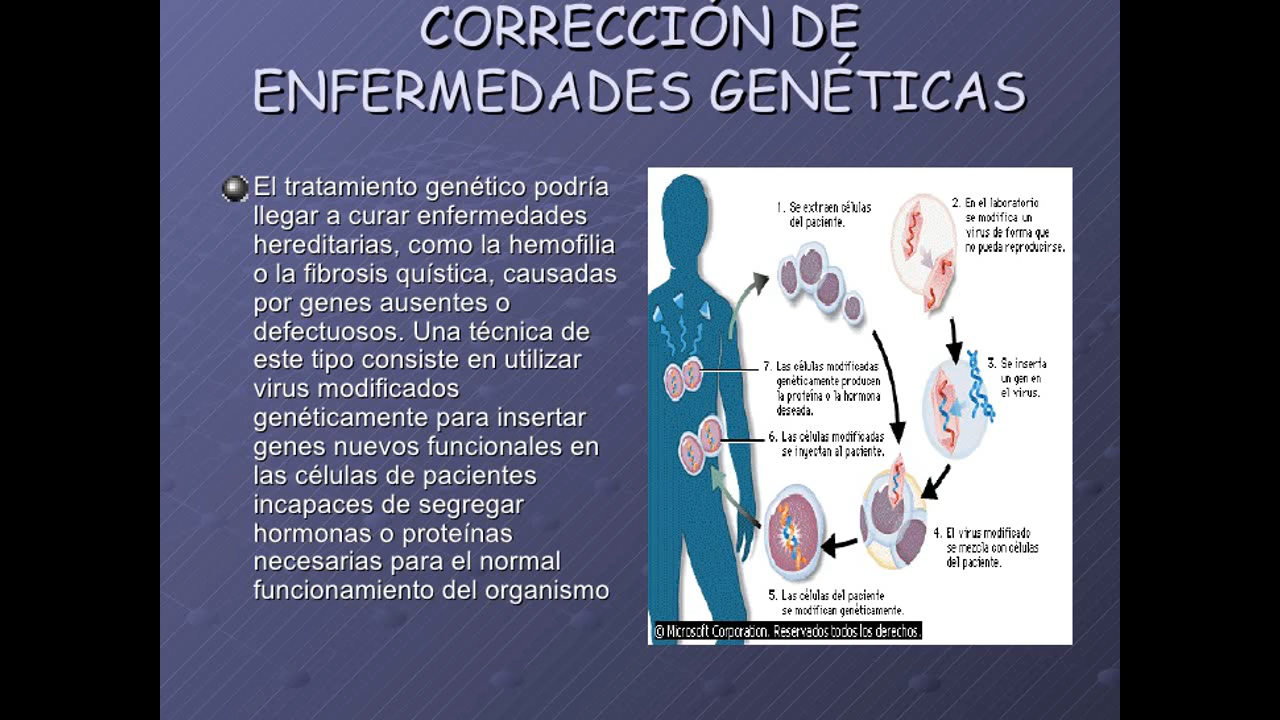 CORRECCIÓN DE
ENFERMEDADES GENÉTICAS
El tratamiento genético podría
llegar a curar enfermedades
hereditarias, como la hemofilia
o la fibrosis quística, causadas
por genes ausentes o
defectuosos. Una técnica de
este tipo consiste en utilizar
virus modificados
genéticamente para insertar
genes nuevos funcionales en
las células de pacientes
incapaces de segregar
hormonas o proteínas
necesarias para el normal
funcionamiento del organismo
1. Se extraen células
del paciente.
2. En el laboratorio
se modifica un
virus de forma que
no pueda reproducirse.
3. Se inserta
un gen en
el virus.
4. El virus modificado
se mezcla con células
del paciente.
5. Las células del paciente
se modifican genéticamente.
6. Las células modificadas
se inyectan al paciente.
7. Las células modificadas
genéticamente producen
la proteína o la hormona
deseada.
© Microsoft Corporation. Reservados todos los derechos.